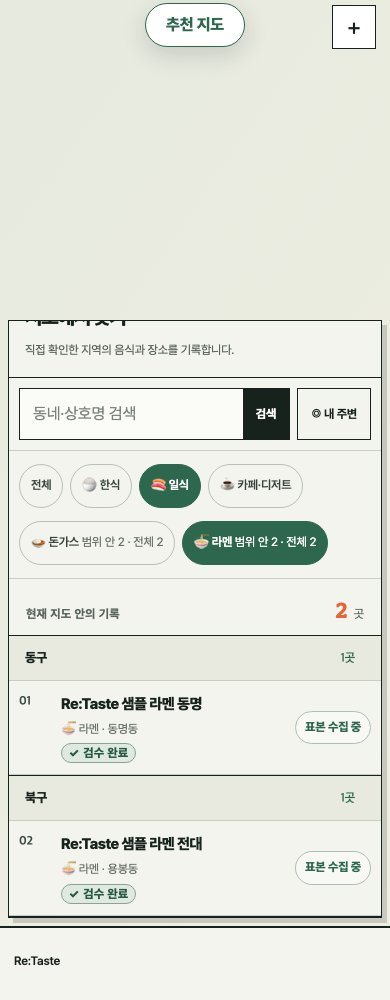 추천 지도
+
직접 확인한 지역의 음식과 장소를 기록합니다.
동네·상호명 검색
검색
◎ 내 주변
전체
한식
일식
카페·디저트
돈가스 범위 안 2 · 전체 2
라멘 범위 안 2 · 전체 2
현재 지도 안의 기록
2 곳
동구
1곳
01
Re:Taste 샘플 라멘 동명
라멘 · 동명동
✓ 검수 완료
표본 수집 중
북구
1곳
02
Re:Taste 샘플 라멘 전대
라멘 · 용봉동
✓ 검수 완료
표본 수집 중
Re:Taste